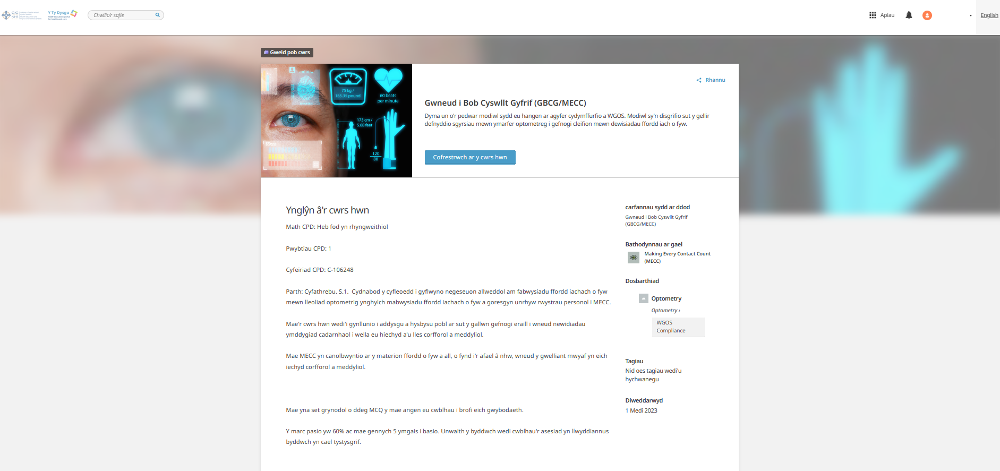 GIG
NHS
Y Ty Dysgu
HEIW education portal
for health and care
Chwilio'r safle
Apiau
English
Gweld pob cwrs
75 kg /
165.35 pound
60 beats
per minute
173 cm /
5.68 feet
120
80
Rhannu
Gwneud i Bob Cyswllt Gyfrif (GBCG/MECC)
Dyma un o'r pedwar modiwl sydd eu hangen ar agyfer cydymffurfio a WGOS. Modiwl sy'n disgrifio sut y gellir
defnyddio sgyrsiau mewn ymarfer optometreg i gefnogi cleifion mewn dewisiadau ffordd iach o fyw.
Cofrestrwch ar y cwrs hwn
Ynglŷn â'r cwrs hwn
Math CPD: Heb fod yn rhyngweithiol
Pwybtiau CPD: 1
Cyfeiriad CPD: C-106248
Parth: Cyfathrebu. S.1.  Cydnabod y cyfleoedd i gyflwyno negeseuon allweddol am fabwysiadu ffordd iachach o fyw
mewn lleoliad optometrig ynghylch mabwysiadu ffordd iachach o fyw a goresgyn unrhyw rwystrau personol i MECC.
Mae'r cwrs hwn wedi'i gynllunio i addysgu a hysbysu pobl ar sut y gallwn gefnogi eraill i wneud newidiadau
ymddygiad cadarnhaol i wella eu hiechyd a'u lles corfforol a meddyliol.
Mae MECC yn canolbwyntio ar y materion ffordd o fyw a all, o fynd i'r afael â nhw, wneud y gwelliant mwyaf yn eich
iechyd corfforol a meddyliol.
Mae yna set grynodol o ddeg MCQ y mae angen eu cwblhau i brofi eich gwybodaeth.
Y marc pasio yw 60% ac mae gennych 5 ymgais i basio. Unwaith y byddwch wedi cwblhau'r asesiad yn llwyddiannus
byddwch yn cael tystysgrif.
carfannau sydd ar ddod
Gwneud i Bob Cyswllt Gyfrif
(GBCG/MECC)
Bathodynnau ar gael
Making Every Contact Count
(MECC)
Dosbarthiad
Optometry
Optometry ›
WGOS
Compliance
Tagiau
Nid oes tagiau wedi'u
hychwanegu
Diweddarwyd
1 Medi 2023